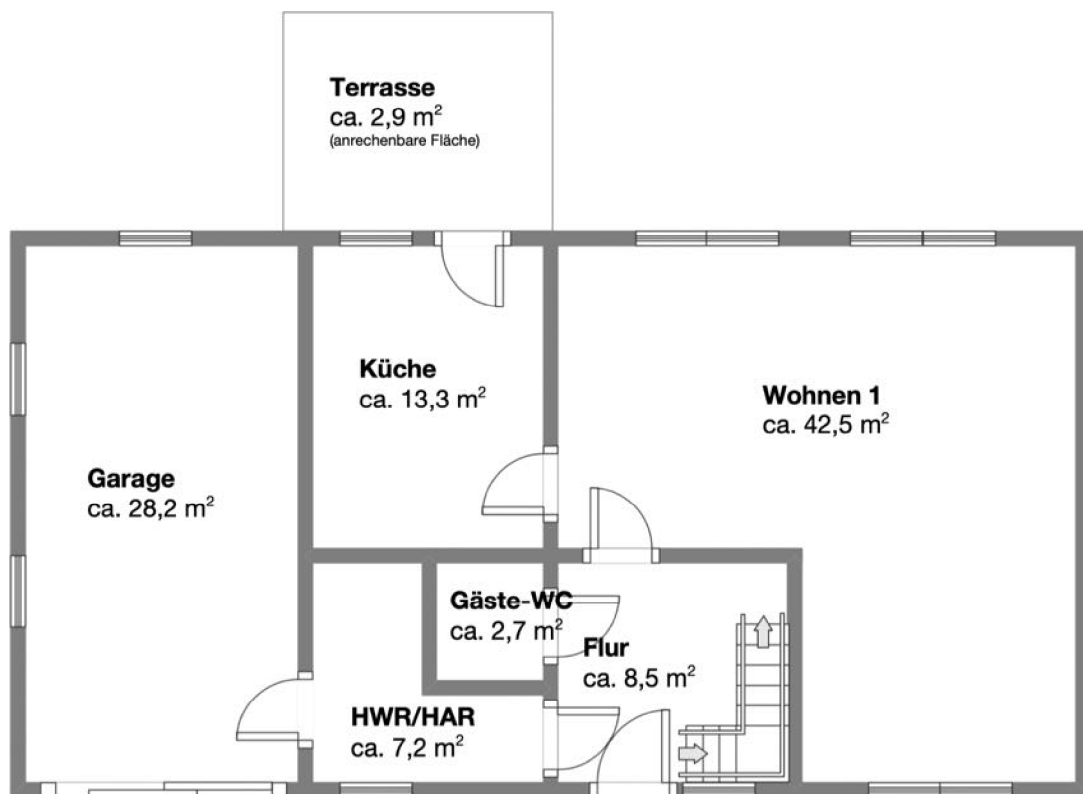 Terrasse
ca. 2,9 m²
(anrechenbare Fläche)
Küche
ca. 13,3 m²
Wohnen 1
ca. 42,5 m²
Garage
ca. 28,2 m²
Gäste-WC
ca. 2,7 m²
Flur
ca. 8,5 m²
HWR/HAR
ca. 7,2 m²